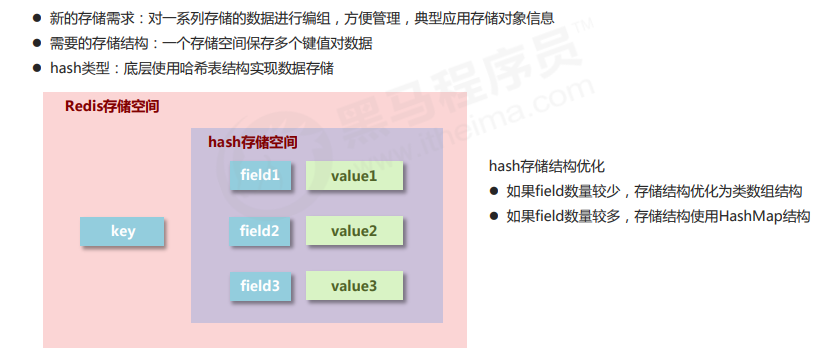 新的存储需求：对一系列存储的数据进行编组，方便管理，典型应用存储对象信息
需要的存储结构：一个存储空间保存多个键值对数据
hash类型：底层使用哈希表结构实现数据存储
黑马程序员™
www.itheima.com
Redis存储空间
hash存储空间
field1 value1
key
field2 value2
field3 value3
hash存储结构优化
如果field数量较少，存储结构优化为类数组结构
如果field数量较多，存储结构使用HashMap结构